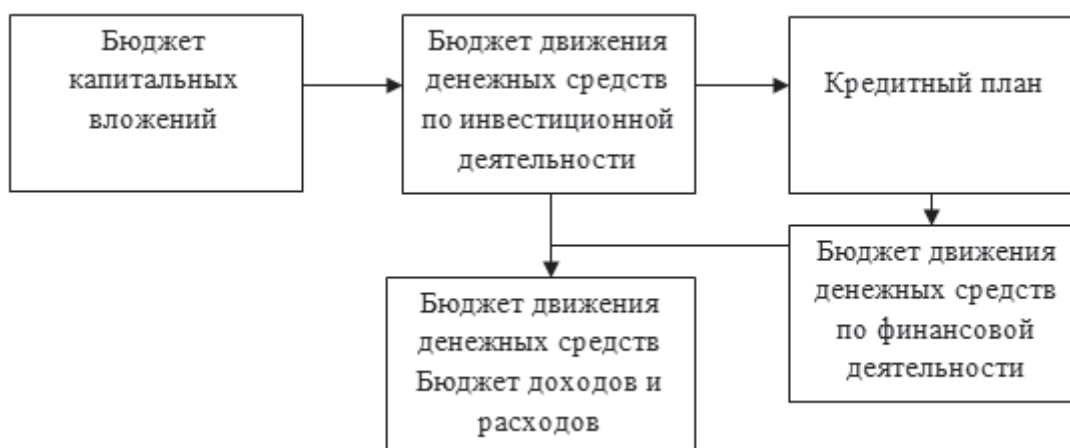 Бюджет
капитальных
вложений
Бюджет движения
денежных средств
по инвестиционной
деятельности
Кредитный план
Бюджет движения
денежных средств
по финансовой
деятельности
Бюджет движения
денежных средств
Бюджет доходов и
расходов